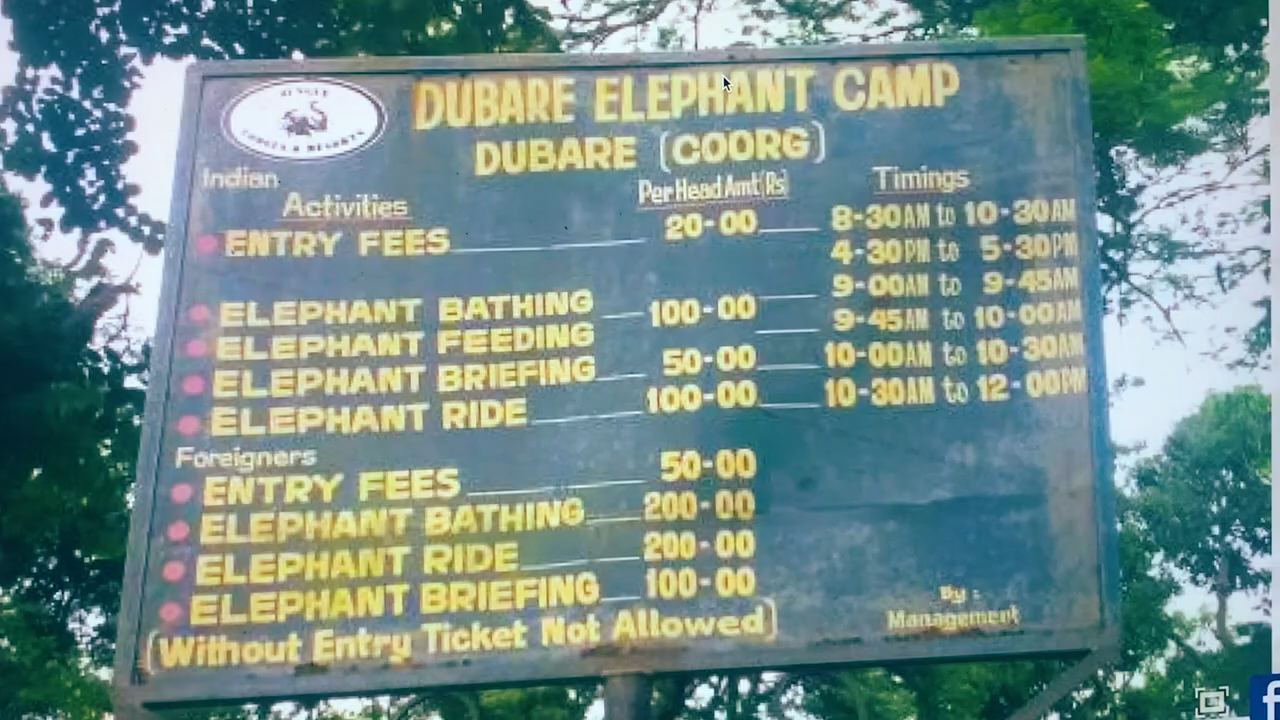 JUNGLE
LODGES & RESORTS
DUBARE ELEPHANT CAMP
DUBARE (COORG)
Indian
Activities Per Head Amt (Rs) Timings
ENTRY FEES 20-00 8-30AM to 10-30AM
4-30PM to 5-30PM
ELEPHANT BATHING 100-00 9-00AM to 9-45AM
ELEPHANT FEEDING 9-45AM to 10-00AM
ELEPHANT BRIEFING 50-00 10-00AM to 10-30AM
ELEPHANT RIDE 100-00 10-30AM to 12-00PM
Foreigners
ENTRY FEES 50-00
ELEPHANT BATHING 200-00
ELEPHANT RIDE 200-00
ELEPHANT BRIEFING 100-00
(Without Entry Ticket Not Allowed)
By :
Management
f